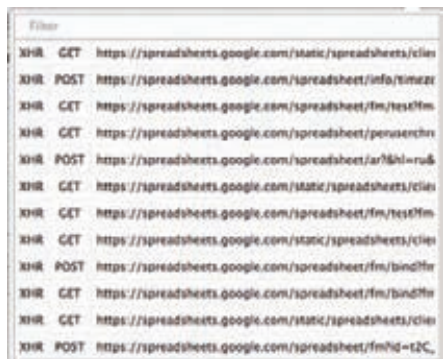 Filter
XHR GET https://spreadsheets.google.com/static/spreadsheets/clie
XHR POST https://spreadsheets.google.com/spreadsheet/info/timez
XHR GET https://spreadsheets.google.com/spreadsheet/fm/test?fm
XHR GET https://spreadsheets.google.com/spreadsheet/peruserchr
XHR POST https://spreadsheets.google.com/spreadsheet/ar?&hl=ru&
XHR GET https://spreadsheets.google.com/static/spreadsheets/clie
XHR GET https://spreadsheets.google.com/spreadsheet/fm/test?fm
XHR GET https://spreadsheets.google.com/static/spreadsheets/clie
XHR POST https://spreadsheets.google.com/spreadsheet/fm/bind?fm
XHR GET https://spreadsheets.google.com/spreadsheet/fm/bind?fm
XHR GET https://spreadsheets.google.com/static/spreadsheets/clie
XHR POST https://spreadsheets.google.com/spreadsheet/fm?id=t2C_